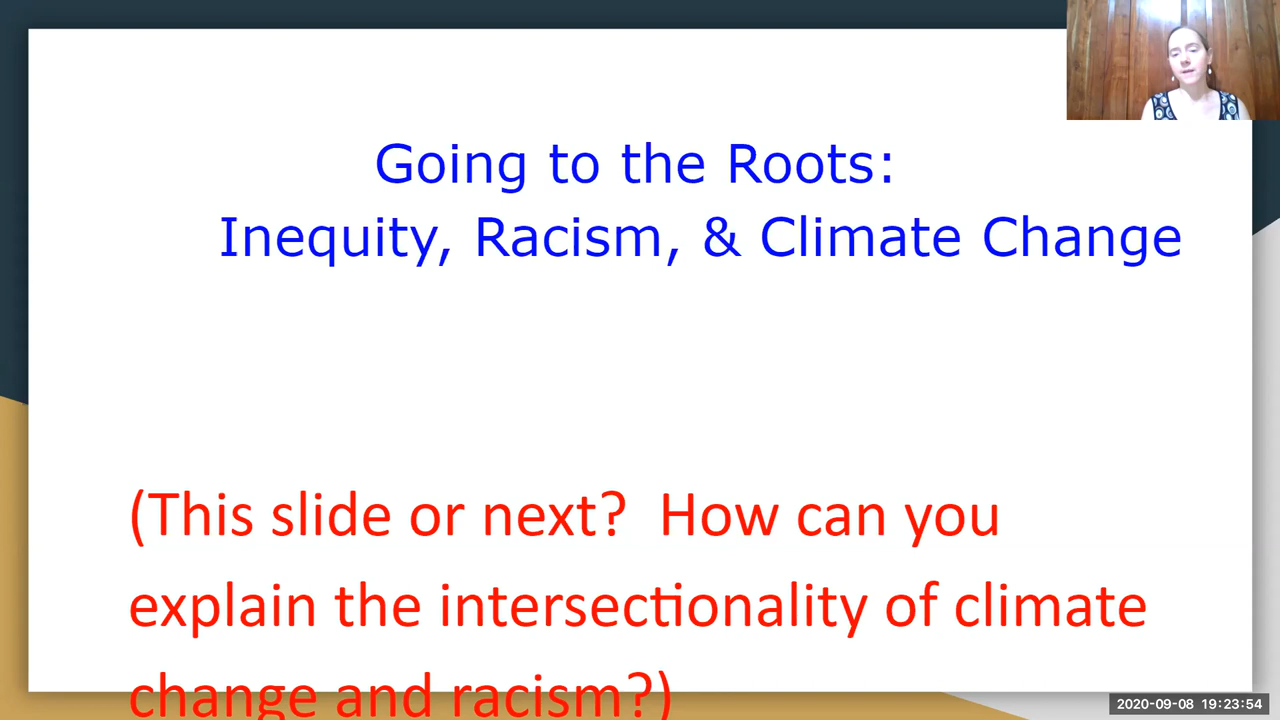 Going to the Roots:
Inequity, Racism, & Climate Change
(This slide or next?  How can you
explain the intersectionality of climate
change and racism?)
2020-09-08 19:23:54